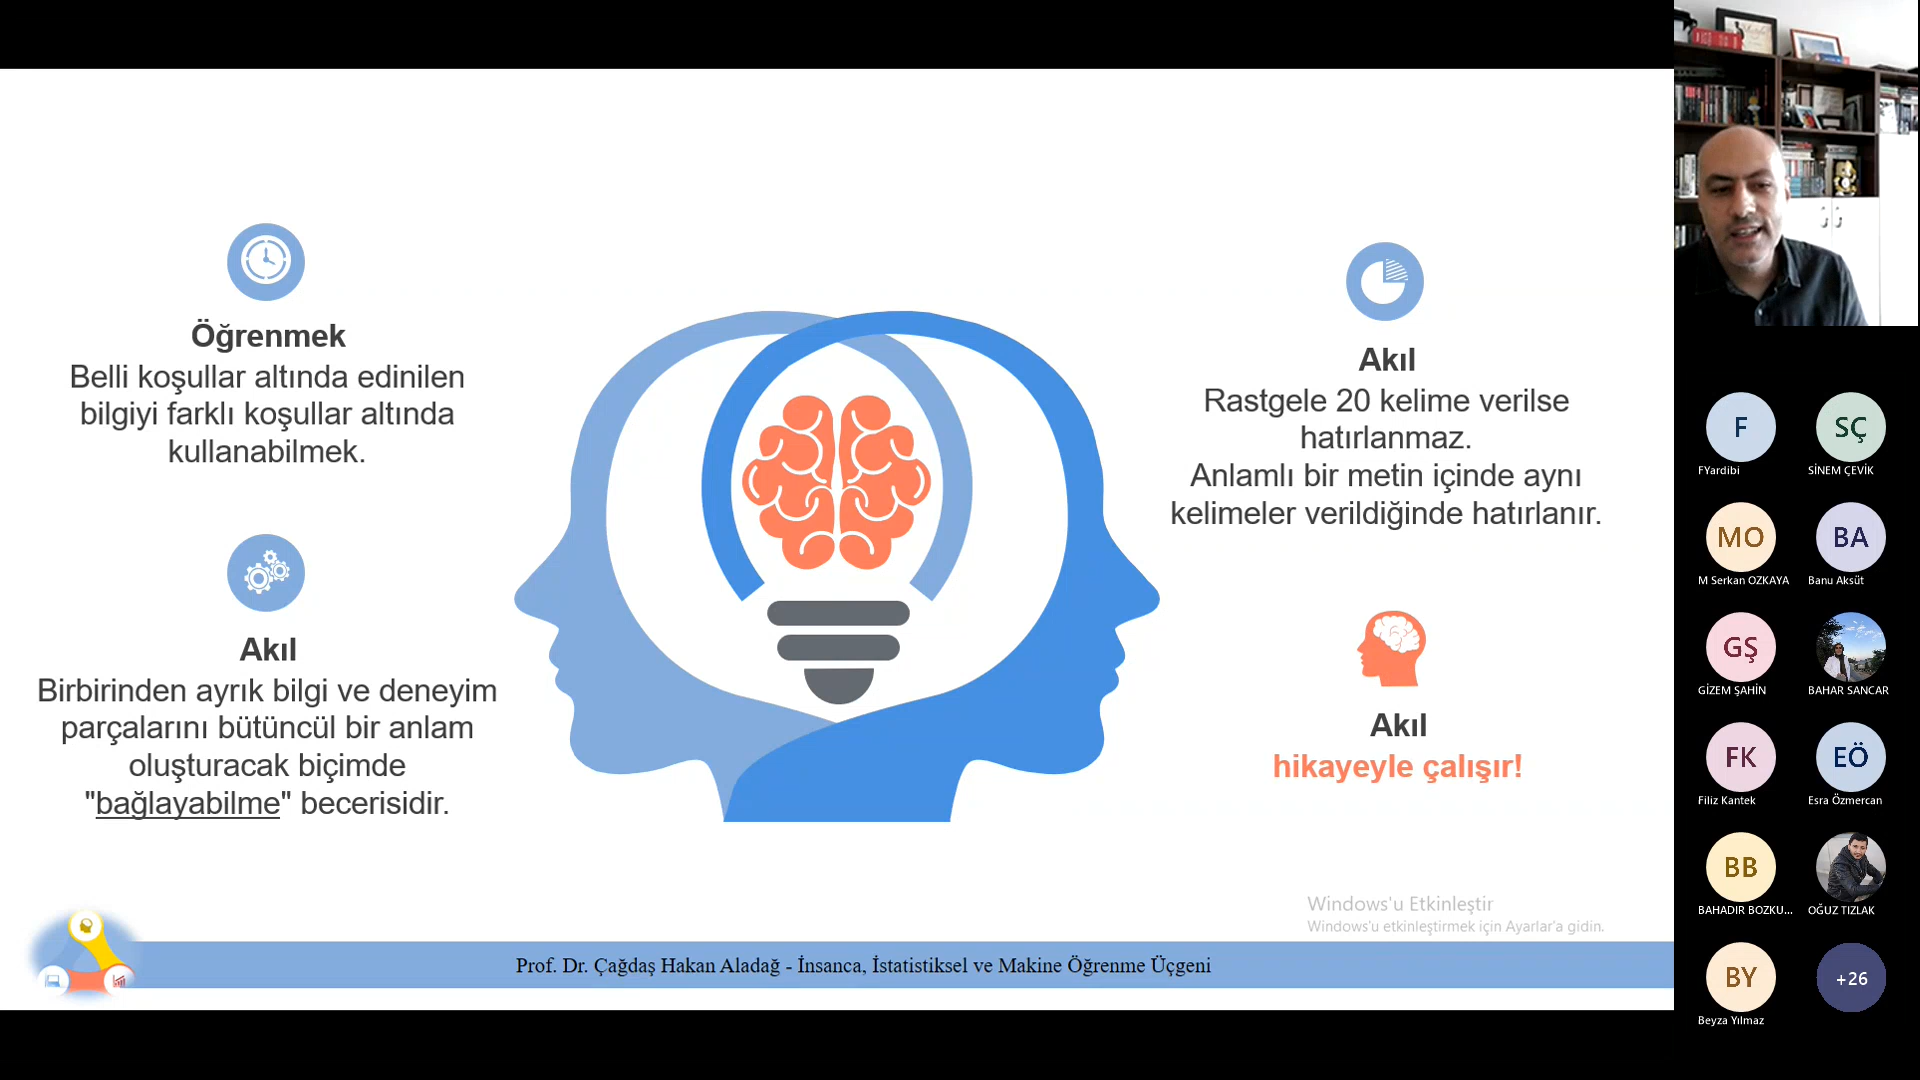 Öğrenmek
Belli koşullar altında edinilen
bilgiyi farklı koşullar altında
kullanabilmek.
Akıl
Birbirinden ayrık bilgi ve deneyim
parçalarını bütüncül bir anlam
oluşturacak biçimde
"bağlayabilme" becerisidir.
Akıl
Rastgele 20 kelime verilse
hatırlanmaz.
Anlamlı bir metin içinde aynı
kelimeler verildiğinde hatırlanır.
Akıl
hikayeyle çalışır!
Windows'u Etkinleştir
Windows'u etkinleştirmek için Ayarlar'a gidin.
Prof. Dr. Çağdaş Hakan Aladağ - İnsanca, İstatistiksel ve Makine Öğrenme Üçgeni
F
FYardibi
SÇ
SİNEM ÇEVİK
MO
M Serkan OZKAYA
BA
Banu Aksüt
GŞ
GİZEM ŞAHİN
BAHAR SANCAR
FK
Filiz Kantek
EÖ
Esra Özmercan
BB
BAHADIR BOZKU...
OĞUZ TIZLAK
BY
Beyza Yılmaz
+26